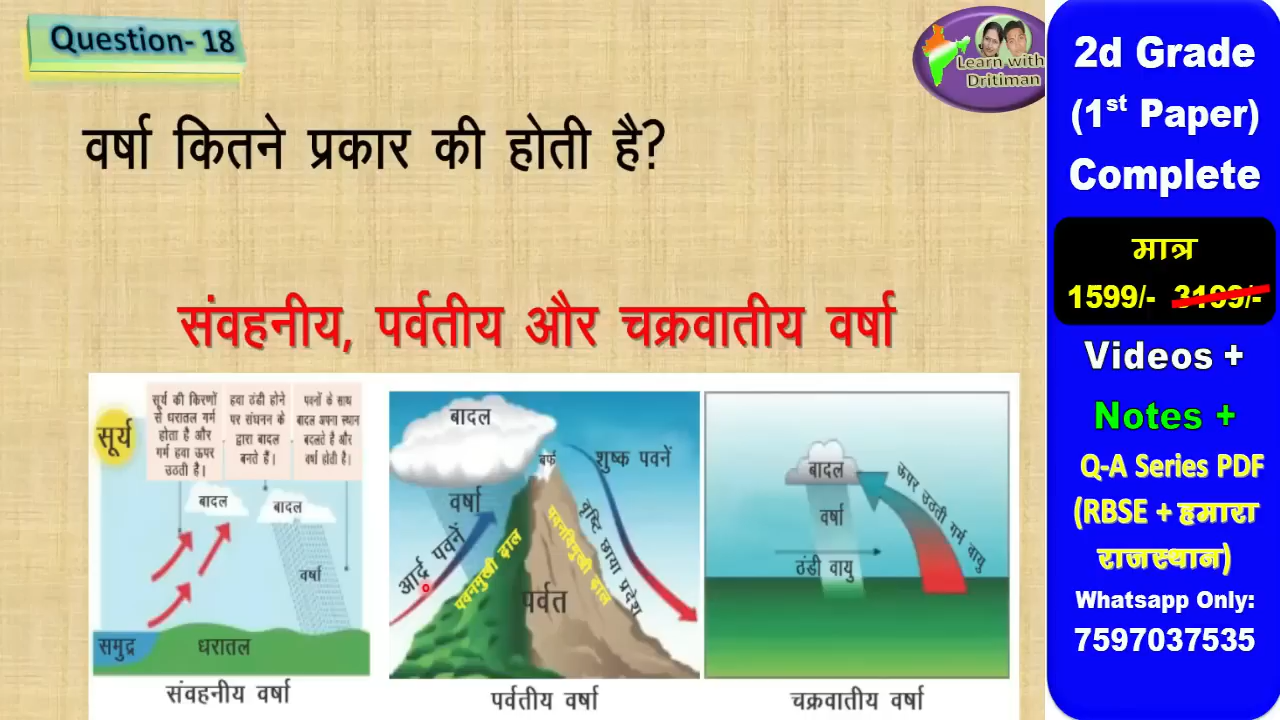 Question- 18
Learn with
Dritiman
वर्षा कितने प्रकार की होती है?
संवहनीय, पर्वतीय और चक्रवातीय वर्षा
सूर्य
सूर्य की किरणों
से धरातल गर्म
होता है और
गर्म हवा ऊपर
उठती है।
हवा ठंडी होने
पर संघनन के
द्वारा बादल
बनते हैं।
पवनों के साथ
बादल अपना स्थान
बदलते है और
वर्षा होती है।
बादल
बादल
वर्षा
समुद्र
धरातल
संवहनीय वर्षा
बादल
बर्फ
शुष्क पवनें
वर्षा
आर्द्र पवनें
पवनमुखी ढाल
पवनविमुखी ढाल
वृष्टि छाया प्रदेश
पर्वत
पर्वतीय वर्षा
बादल
वर्षा
ऊपर उठती गर्म वायु
ठंडी वायु
चक्रवातीय वर्षा
2d Grade
(1st Paper)
Complete
मात्र
1599/- 3199/-
Videos +
Notes +
Q-A Series PDF
(RBSE + हमारा
राजस्थान)
Whatsapp Only:
7597037535